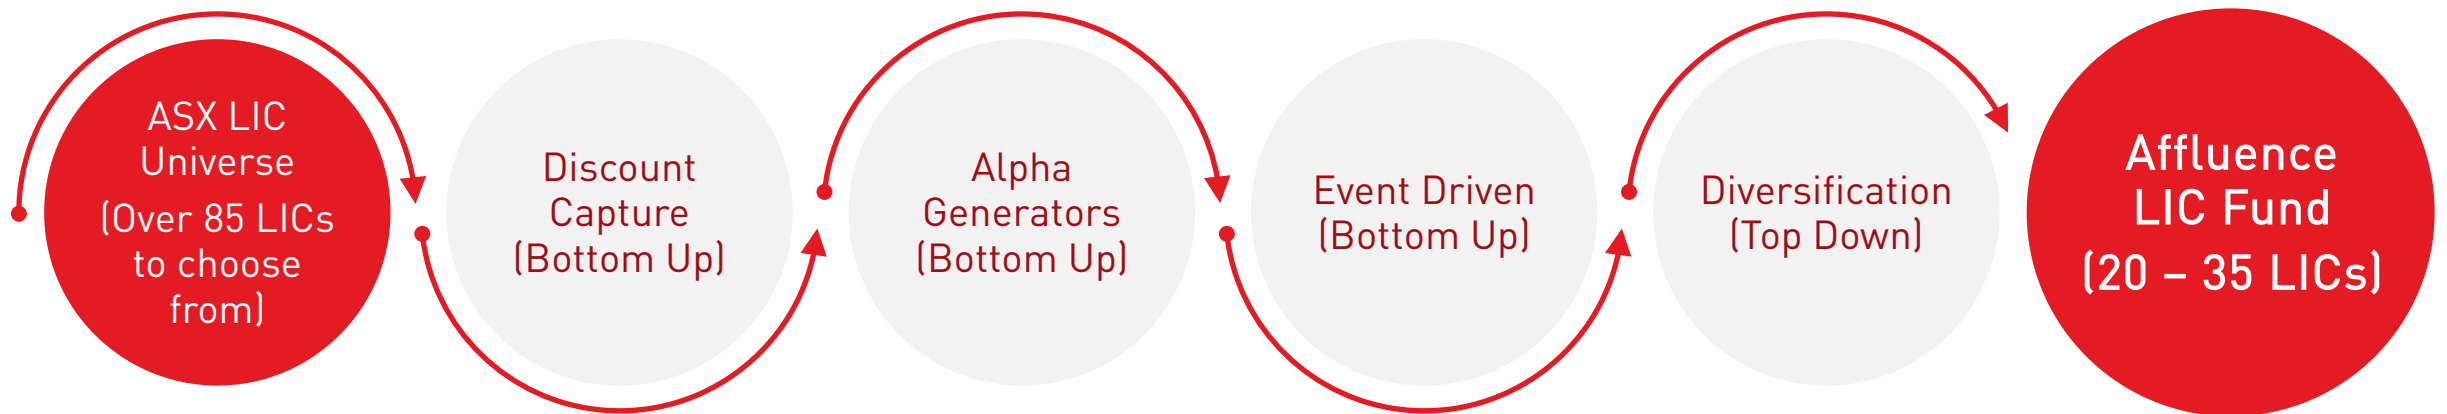 ASX LIC
Universe
(Over 85 LICs
to choose
from)
Discount
Capture
(Bottom Up)
Alpha
Generators
(Bottom Up)
Event Driven
(Bottom Up)
Diversification
(Top Down)
Affluence
LIC Fund
(20 – 35 LICs)